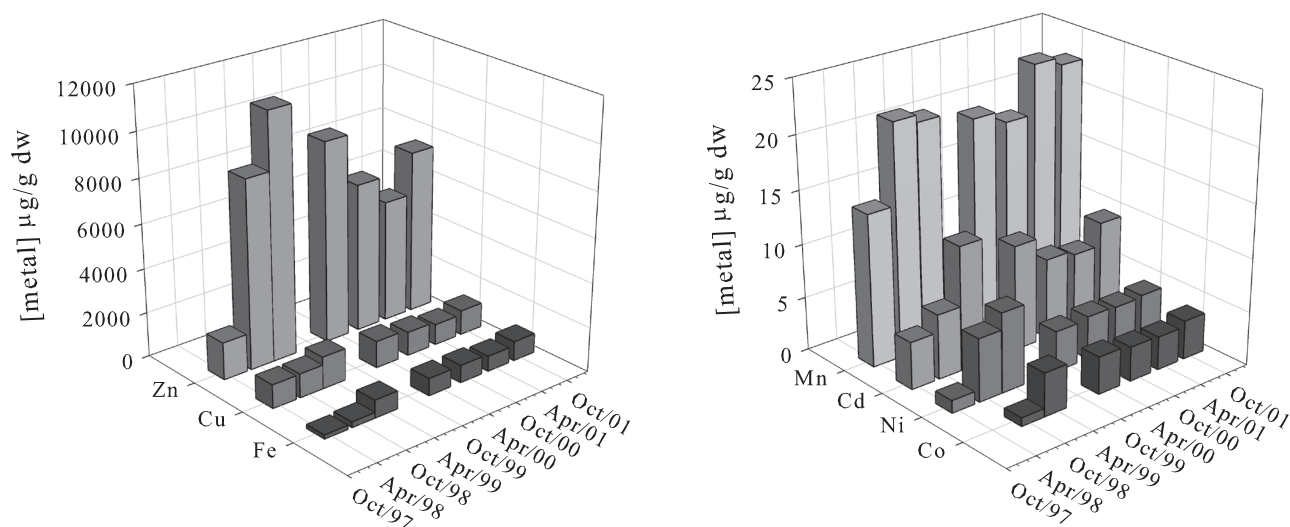 [metal] µg/g dw
12000
10000
8000
6000
4000
2000
0
Zn
Cu
Fe
Oct/97
Apr/98
Oct/98
Apr/99
Oct/99
Apr/00
Oct/00
Apr/01
Oct/01
[metal] µg/g dw
25
20
15
10
5
0
Mn
Cd
Ni
Co
Oct/97
Apr/98
Oct/98
Apr/99
Oct/99
Apr/00
Oct/00
Apr/01
Oct/01